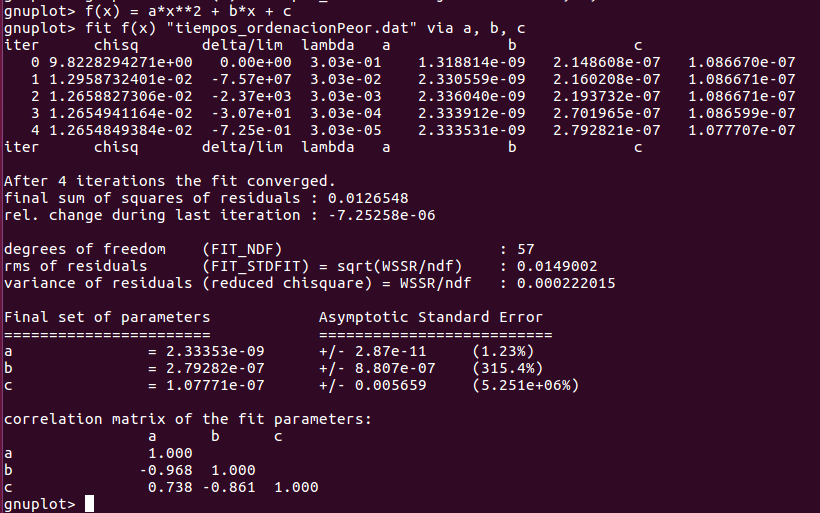 gnuplot> f(x) = a*x**2 + b*x + c
gnuplot> fit f(x) "tiempos_ordenacionPeor.dat" via a, b, c
iter      chisq       delta/lim  lambda   a             b             c
   0 9.8228294271e+00   0.00e+00  3.03e-01    1.318814e-09   2.148608e-07   1.086670e-07
   1 1.2958732401e-02  -7.57e+07  3.03e-02    2.330559e-09   2.160208e-07   1.086671e-07
   2 1.2658827306e-02  -2.37e+03  3.03e-03    2.336040e-09   2.193732e-07   1.086671e-07
   3 1.2654941164e-02  -3.07e+01  3.03e-04    2.333912e-09   2.701965e-07   1.086599e-07
   4 1.2654849384e-02  -7.25e-01  3.03e-05    2.333531e-09   2.792821e-07   1.077707e-07
iter      chisq       delta/lim  lambda   a             b             c
After 4 iterations the fit converged.
final sum of squares of residuals : 0.0126548
rel. change during last iteration : -7.25258e-06
degrees of freedom    (FIT_NDF)                        : 57
rms of residuals      (FIT_STDFIT) = sqrt(WSSR/ndf)    : 0.0149002
variance of residuals (reduced chisquare) = WSSR/ndf   : 0.000222015
Final set of parameters            Asymptotic Standard Error
=======================            ==========================
a               = 2.33353e-09      +/- 2.87e-11     (1.23%)
b               = 2.79282e-07      +/- 8.807e-07    (315.4%)
c               = 1.07771e-07      +/- 0.005659     (5.251e+06%)
correlation matrix of the fit parameters:
                a      b      c
a               1.000
b              -0.968  1.000
c               0.738 -0.861  1.000
gnuplot>